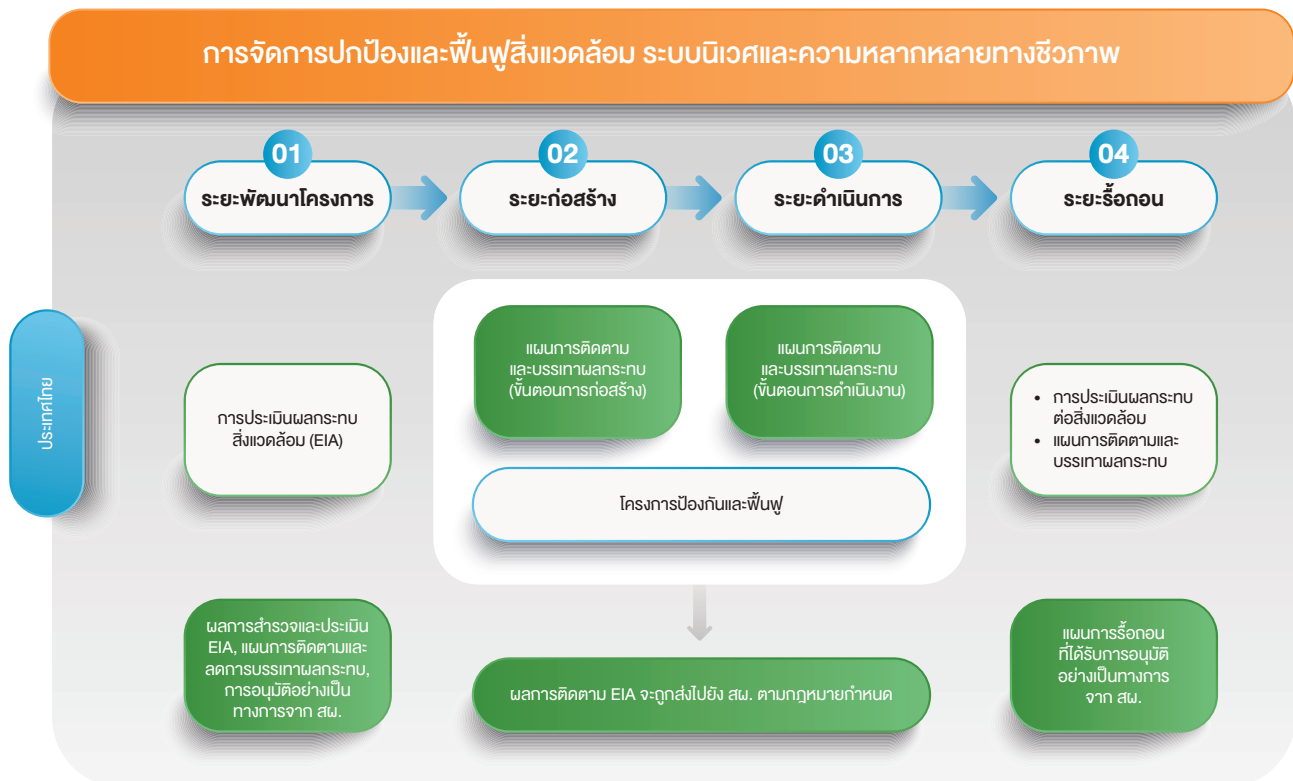 การจัดการปกป้องและฟื้นฟูสิ่งแวดล้อม ระบบนิเวศและความหลากหลายทางชีวภาพ
01
ระยะพัฒนาโครงการ
02
ระยะก่อสร้าง
03
ระยะดำเนินการ
04
ระยะรื้อถอน
ประเทศไทย
การประเมินผลกระทบ
สิ่งแวดล้อม (EIA)
แผนการติดตาม
และบรรเทาผลกระทบ
(ขั้นตอนการก่อสร้าง)
แผนการติดตาม
และบรรเทาผลกระทบ
(ขั้นตอนการดำเนินงาน)
โครงการป้องกันและฟื้นฟู
• การประเมินผลกระทบ
ต่อสิ่งแวดล้อม
• แผนการติดตามและ
บรรเทาผลกระทบ
ผลการสำรวจและประเมิน
EIA, แผนการติดตามและ
ลดการบรรเทาผลกระทบ,
การอนุมัติอย่างเป็น
ทางการจาก สผ.
ผลการติดตาม EIA จะถูกส่งไปยัง สผ. ตามกฎหมายกำหนด
แผนการรื้อถอน
ที่ได้รับการอนุมัติ
อย่างเป็นทางการ
จาก สผ.